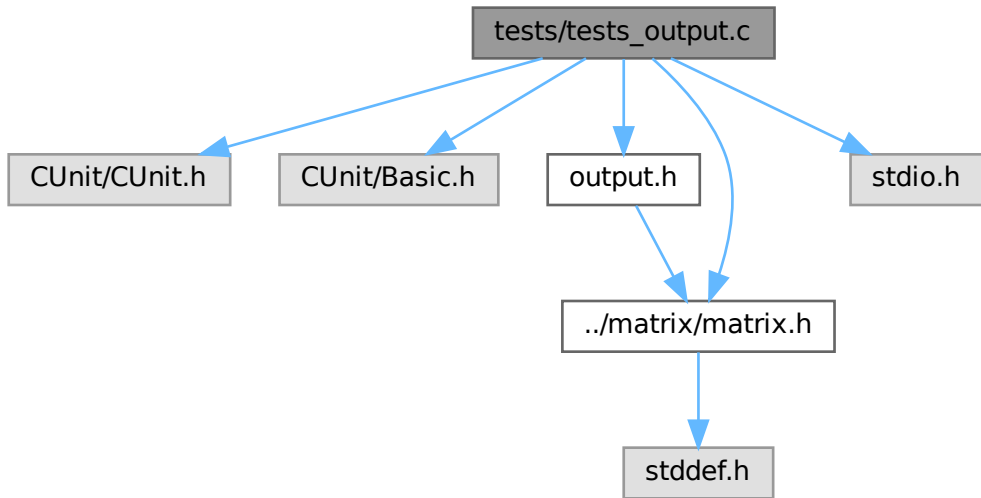 tests/tests_output.c
CUnit/CUnit.h
CUnit/Basic.h
output.h
stdio.h
../matrix/matrix.h
stddef.h